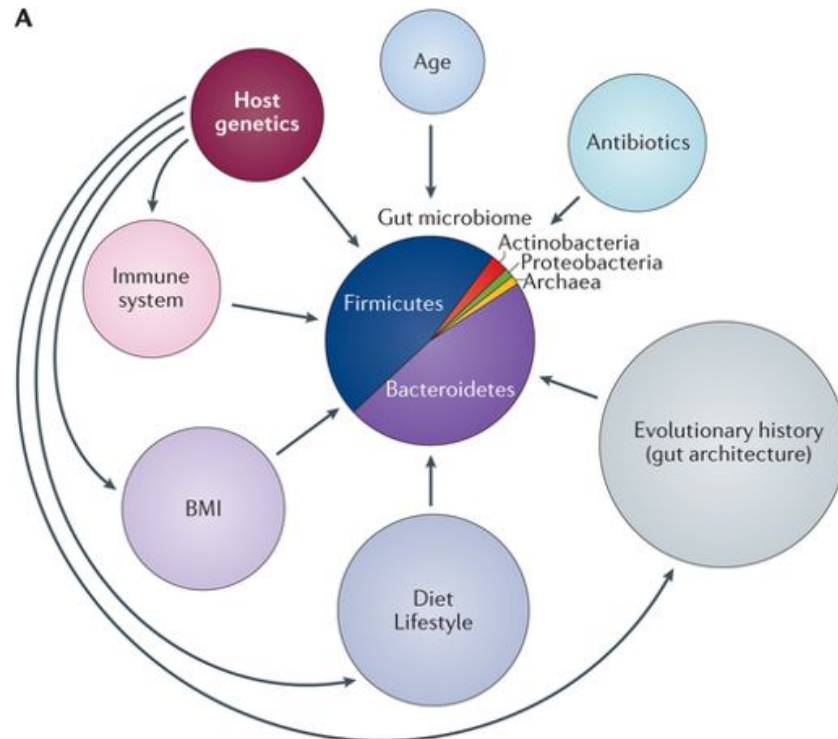 A
Host
genetics
Age
Antibiotics
Gut microbiome
Actinobacteria
Proteobacteria
Archaea
Immune
system
Firmicutes
Bacteroidetes
Evolutionary history
(gut architecture)
BMI
Diet
Lifestyle